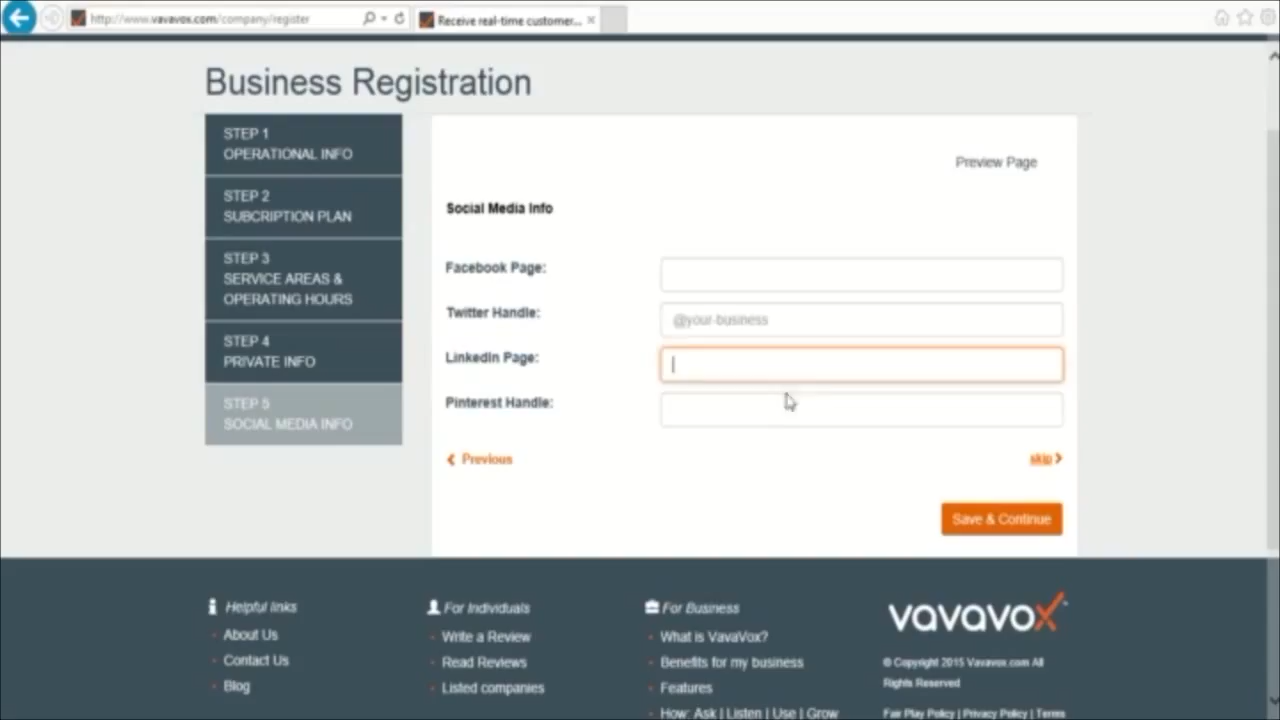 http://www.vavavox.com/company/register
Receive real-time customer...
Business Registration
STEP 1
OPERATIONAL INFO
STEP 2
SUBCRIPTION PLAN
STEP 3
SERVICE AREAS &
OPERATING HOURS
STEP 4
PRIVATE INFO
STEP 5
SOCIAL MEDIA INFO
Preview Page
Social Media Info
Facebook Page:
Twitter Handle:
@your-business
LinkedIn Page:
Pinterest Handle:
Previous
skip
Save & Continue
Helpful links
About Us
Contact Us
Blog
For Individuals
Write a Review
Read Reviews
Listed companies
For Business
What is VavaVox?
Benefits for my business
Features
How: Ask | Listen | Use | Grow
vavavox
© Copyright 2015 Vavavox.com All
Rights Reserved
Fair Play Policy | Privacy Policy | Terms